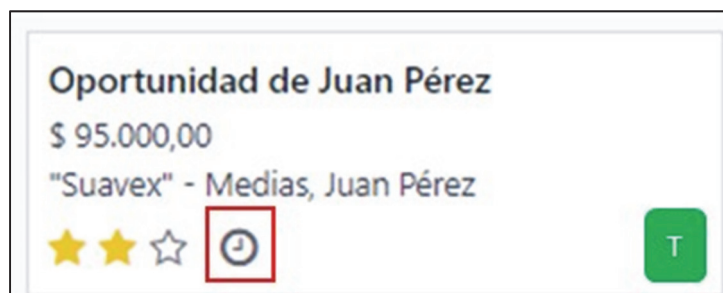 Oportunidad de Juan Pérez
$ 95.000,00
"Suavex" - Medias, Juan Pérez
T